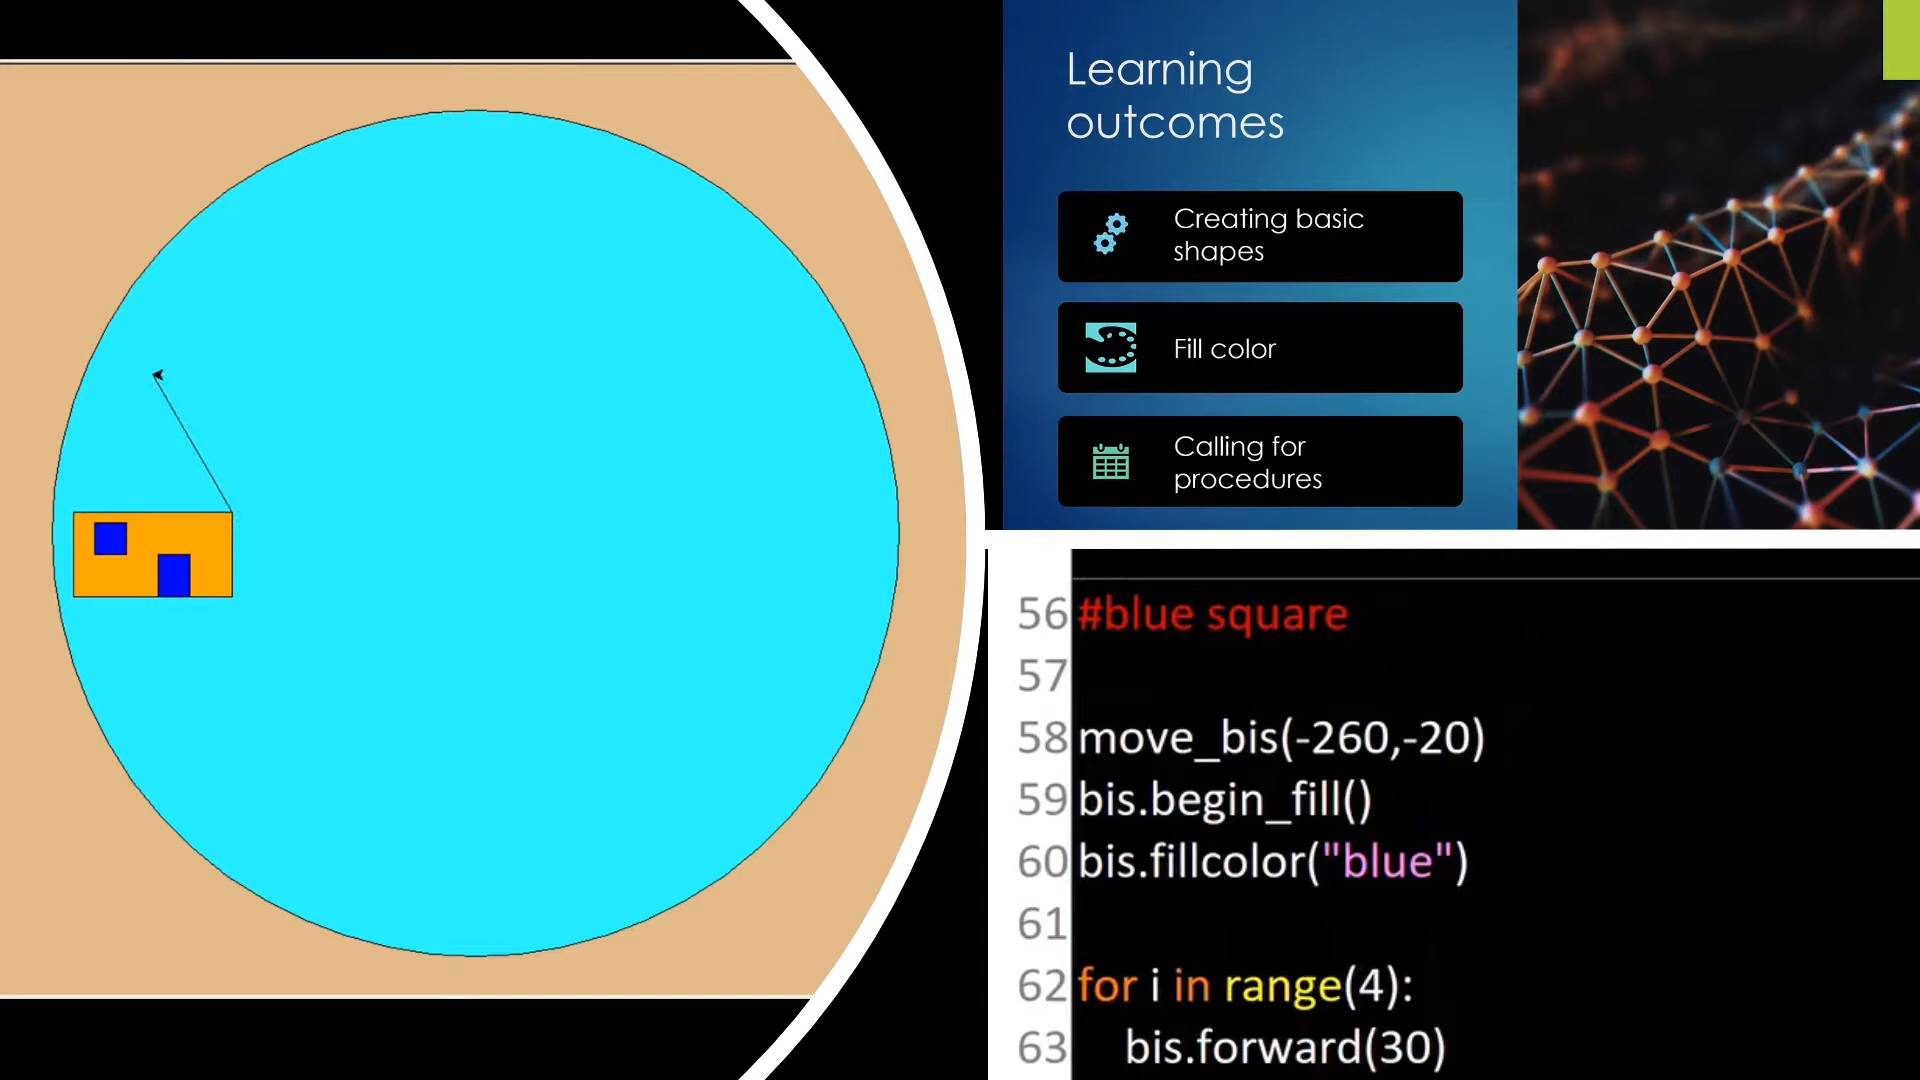 Learning
outcomes
Creating basic
shapes
Fill color
Calling for
procedures
56 #blue square
57
58 move_bis(-260,-20)
59 bis.begin_fill()
60 bis.fillcolor("blue")
61
62 for i in range(4):
63 bis.forward(30)